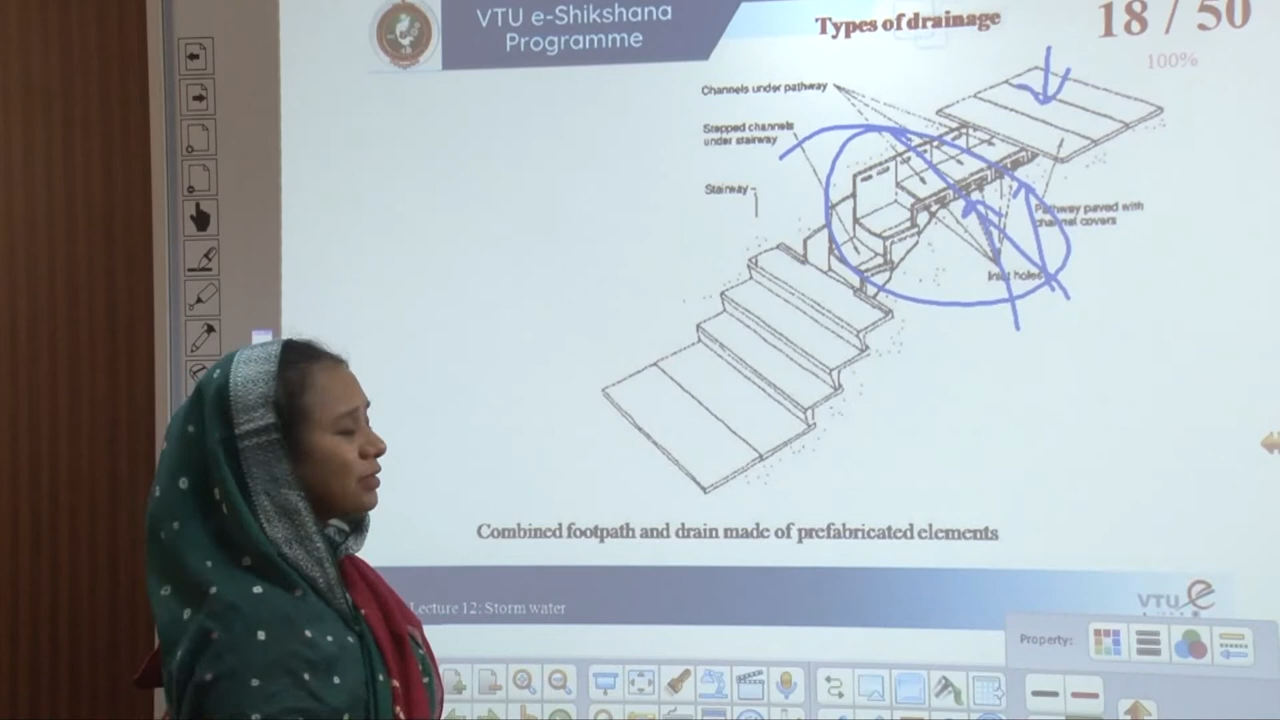 VTU e-Shikshana
Programme
Types of drainage
18 / 50
100%
Channels under pathway
Stepped channels
under stairway
Stairway
Pathway paved with
channel covers
Inlet holes
Combined footpath and drain made of prefabricated elements
Lecture 12: Storm water
VTU e
Property: